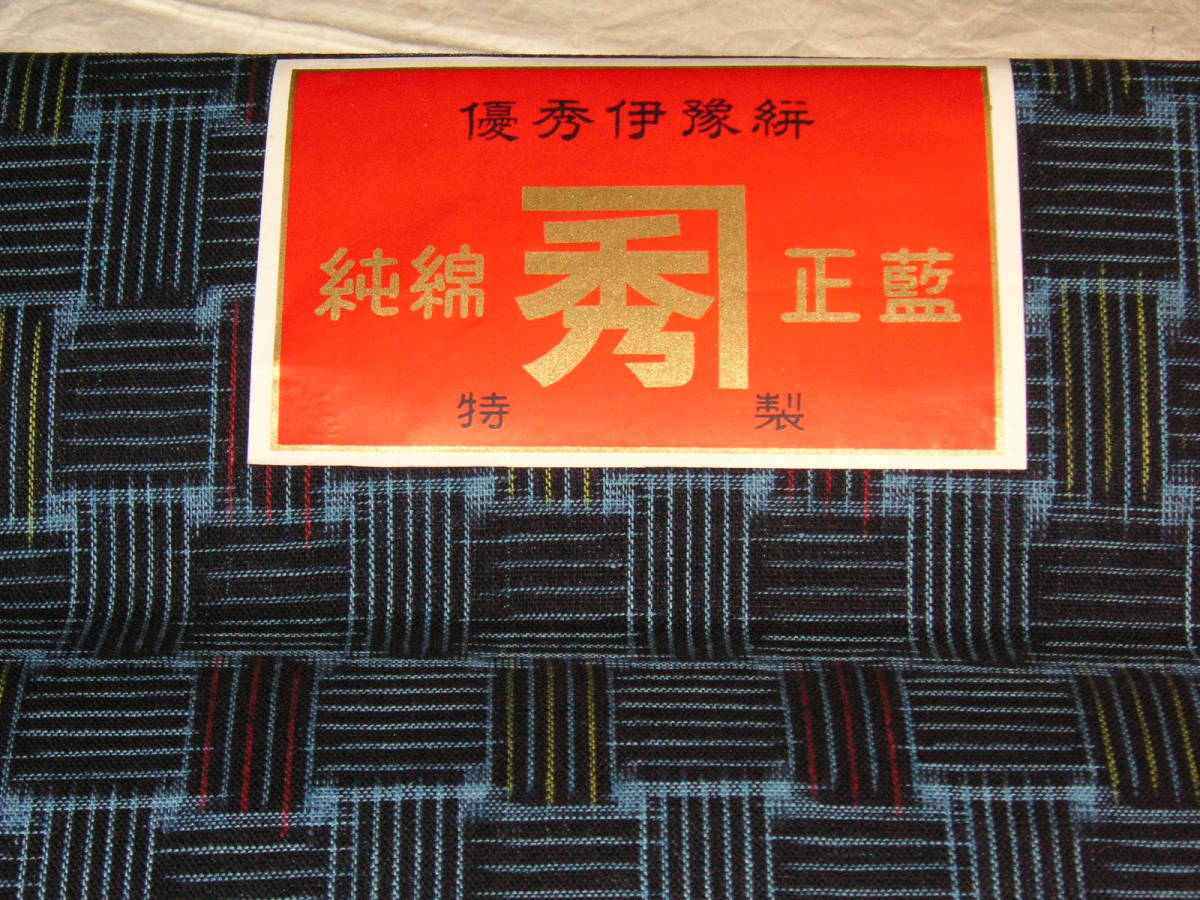 優秀伊豫絣
純綿 秀 正藍
特製